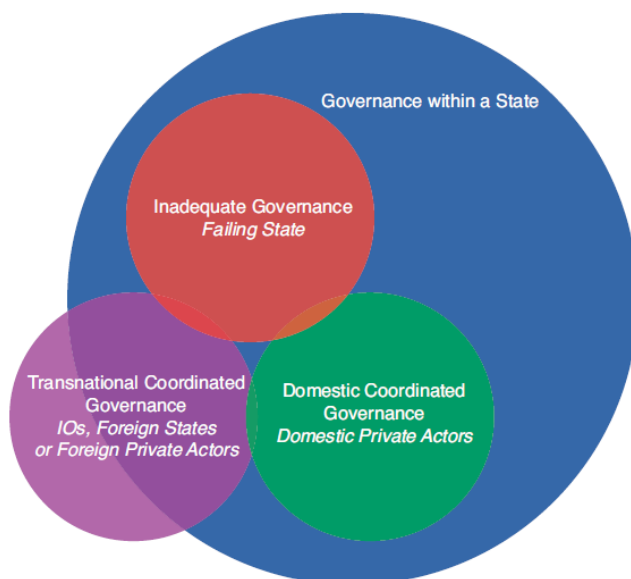 Governance within a State
Inadequate Governance
Failing State
Transnational Coordinated
Governance
IOs, Foreign States
or Foreign Private Actors
Domestic Coordinated
Governance
Domestic Private Actors